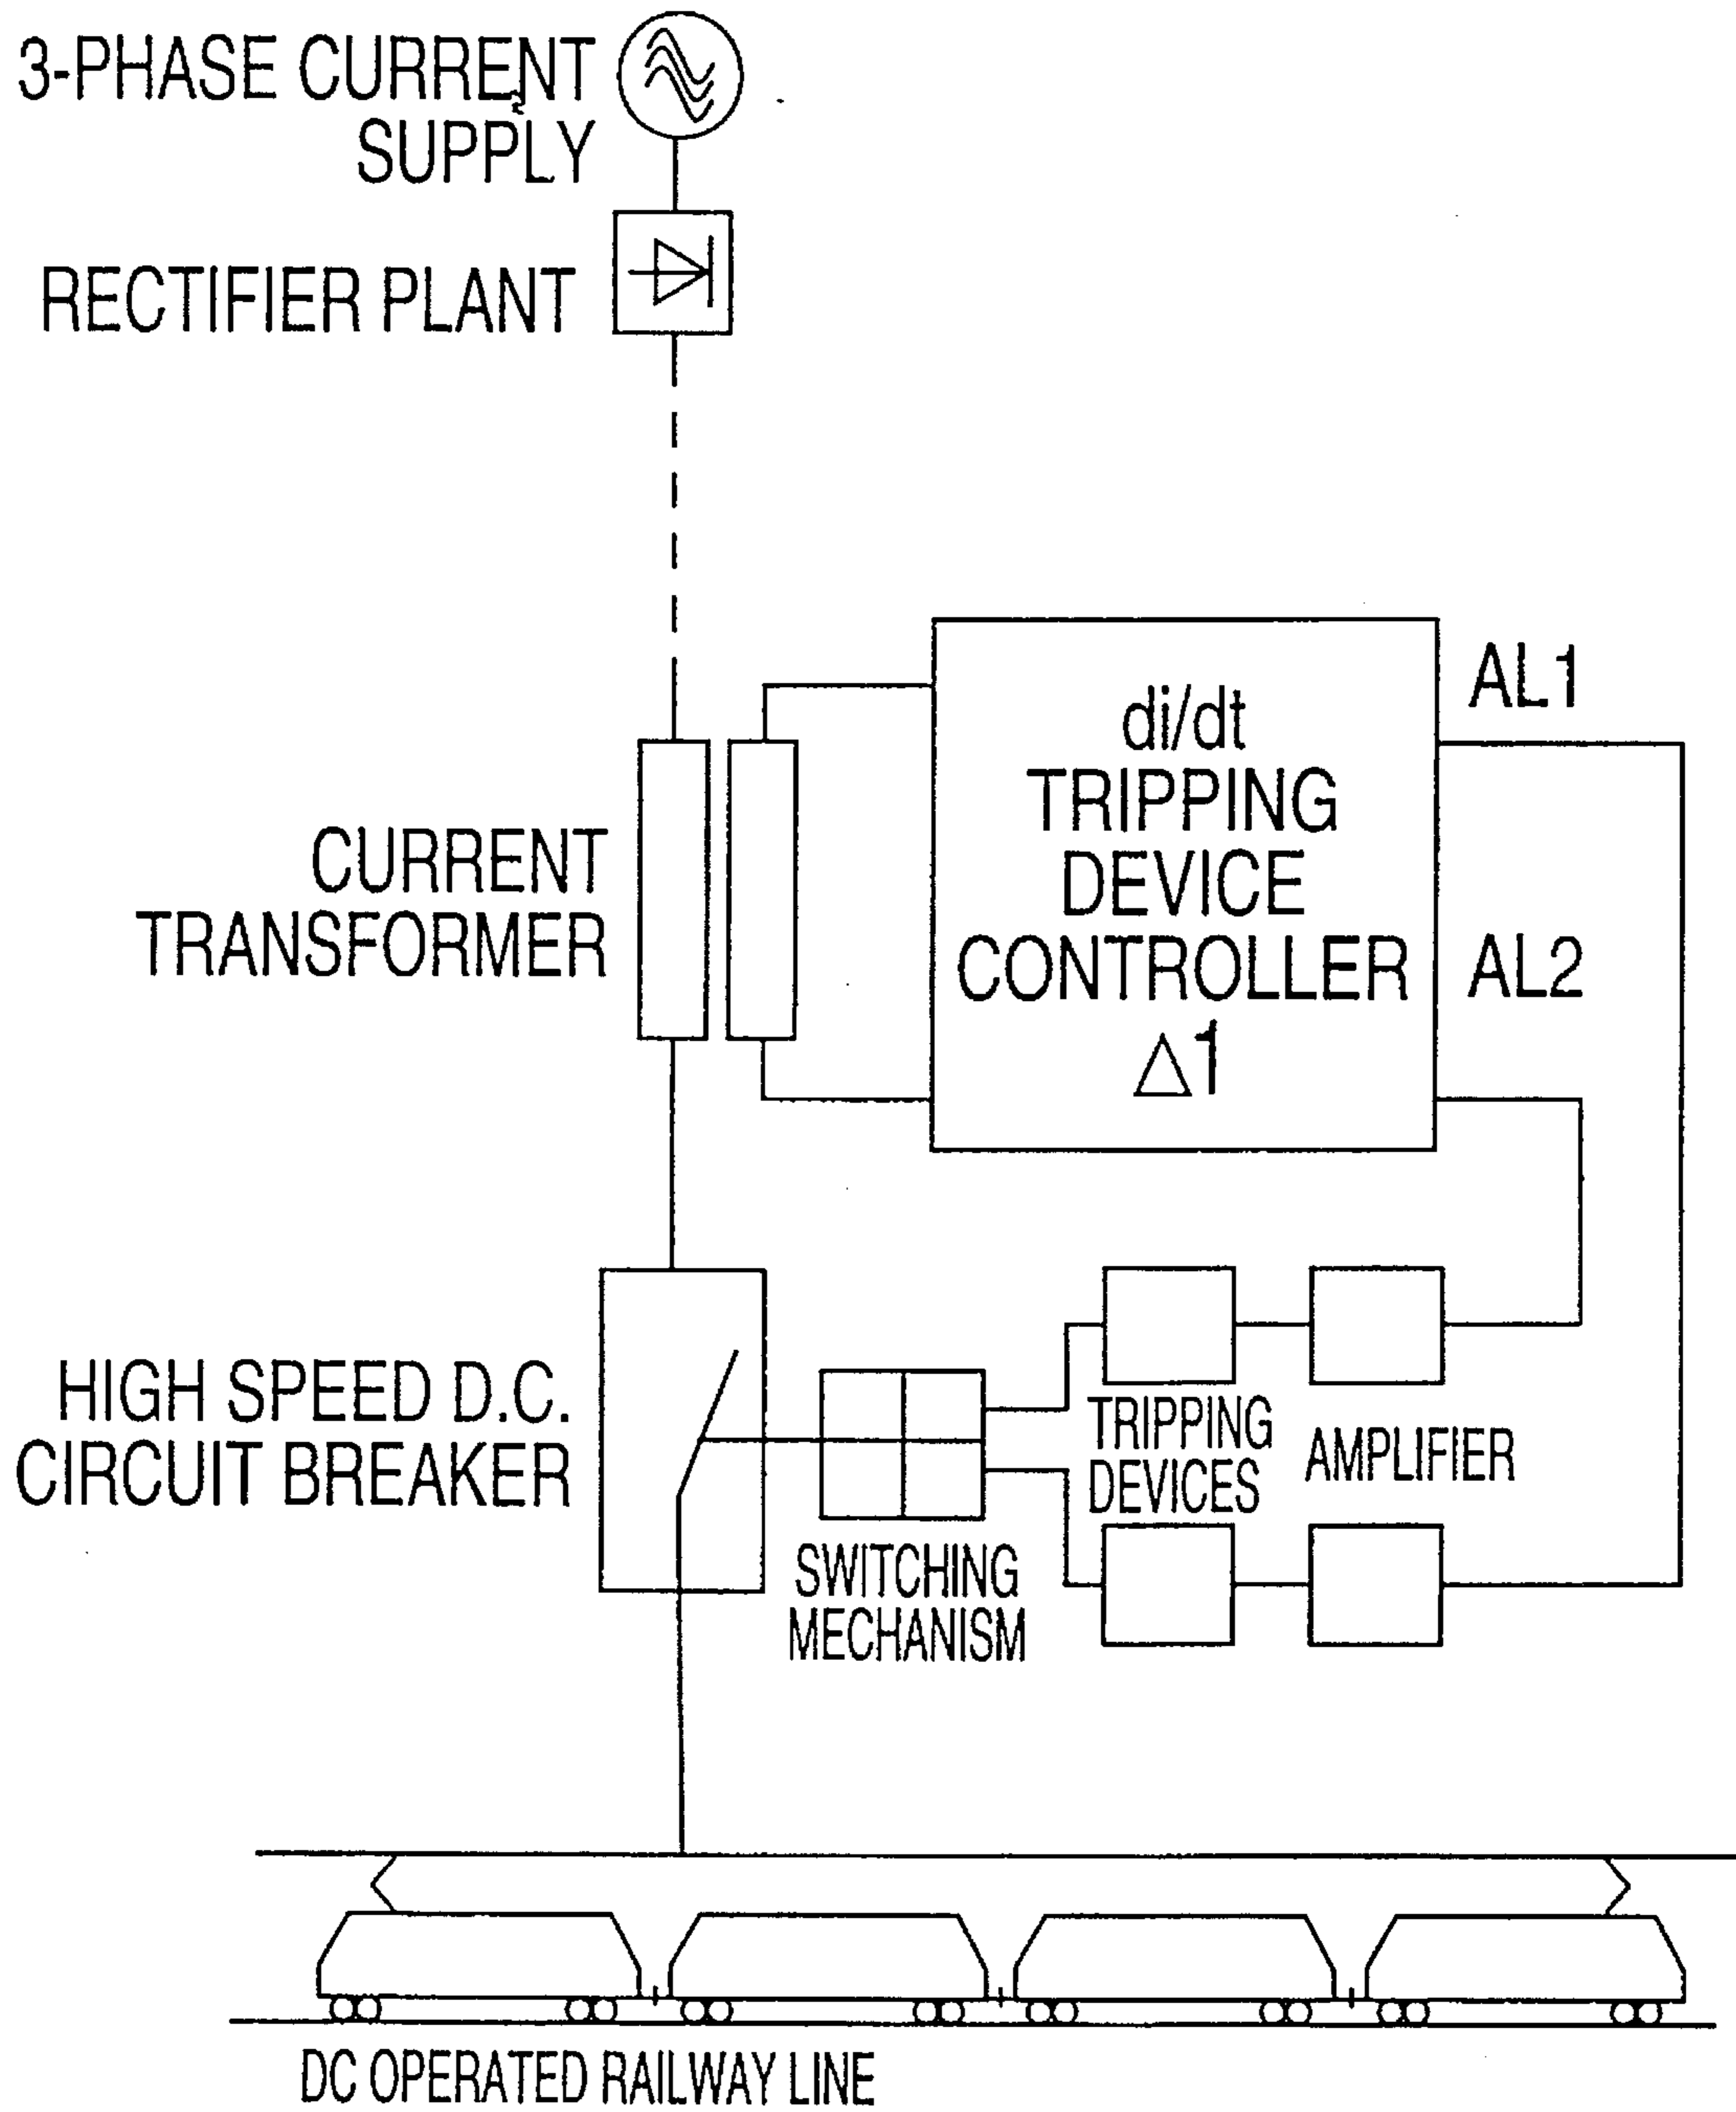 3-PHASE CURRENT
SUPPLY
RECTIFIER PLANT
di/dt
TRIPPING
DEVICE
CONTROLLER
△1
AL1
AL2
CURRENT
TRANSFORMER
HIGH SPEED D.C.
CIRCUIT BREAKER
TRIPPING
DEVICES
AMPLIFIER
SWITCHING
MECHANISM
DC OPERATED RAILWAY LINE